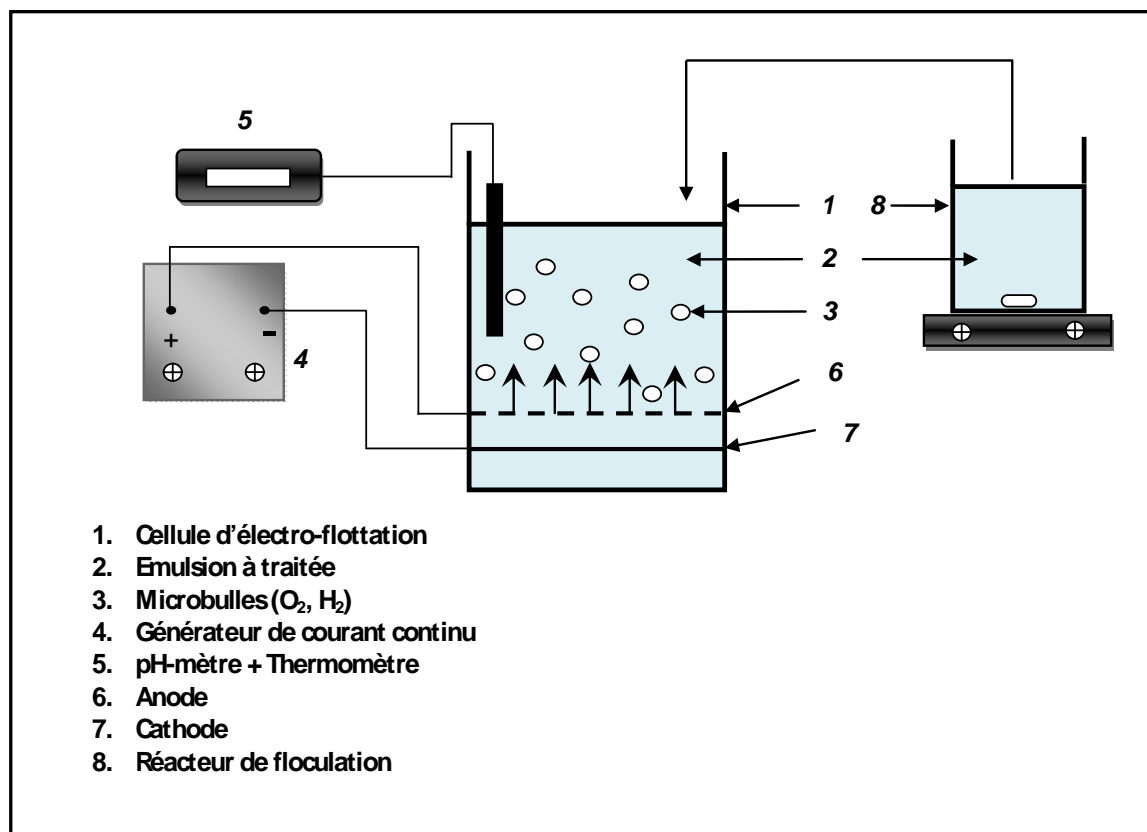 5
1 8
2
3
+ -
4
6
7
1. Cellule d'électro-flottation
2. Emulsion à traitée
3. Microbulles (O₂, H₂)
4. Générateur de courant continu
5. pH-mètre + Thermomètre
6. Anode
7. Cathode
8. Réacteur de floculation